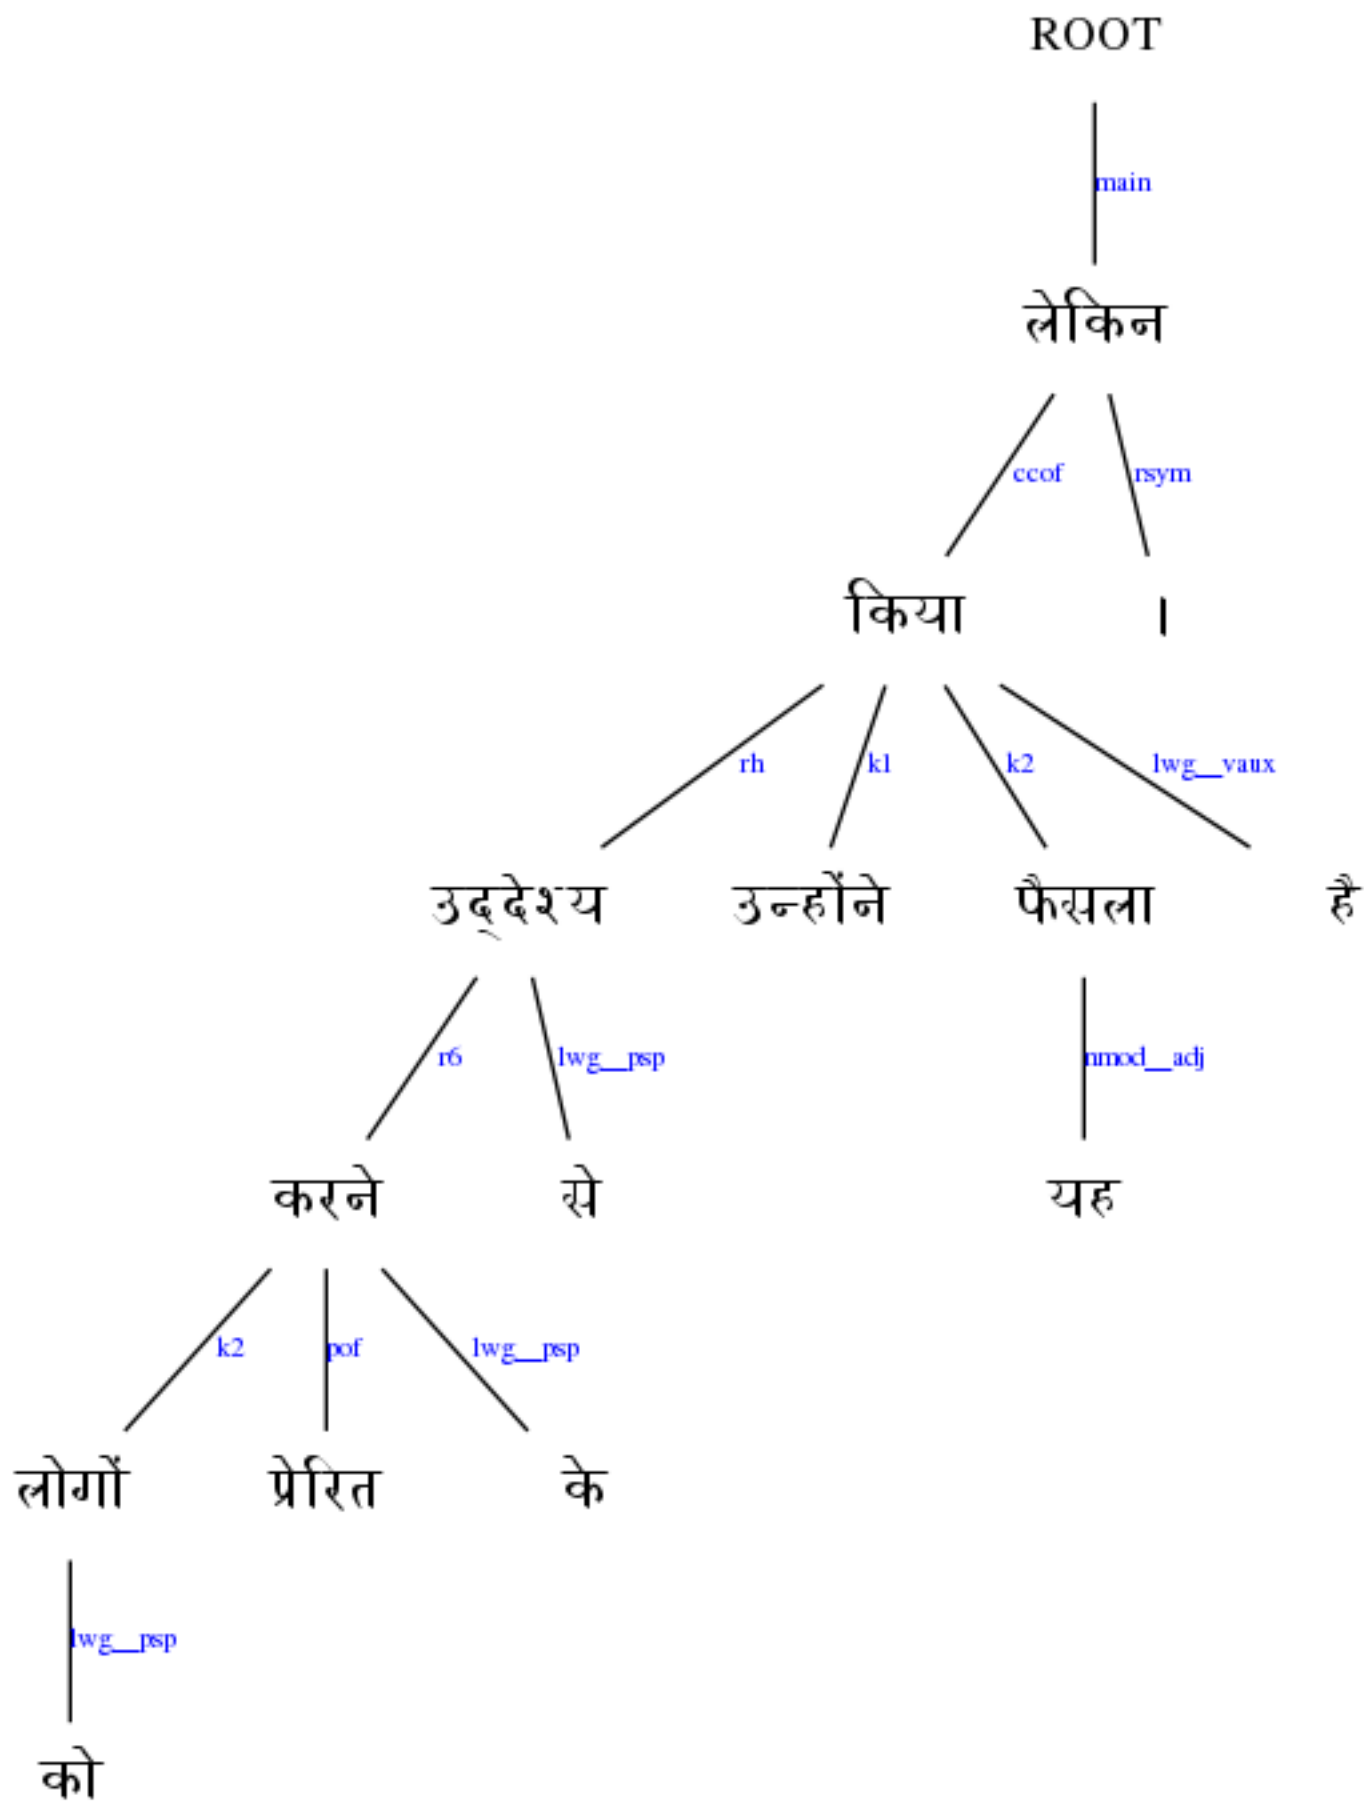 ROOT
main
लेकिन
ccof rsym
किया ।
rh k1 k2 lwg__vaux
उद्‌देश्य उन्होंने फैसला है
r6 lwg__psp nmod__adj
करने से यह
k2 pof lwg__psp
लोगों प्रेरित के
lwg__psp
को